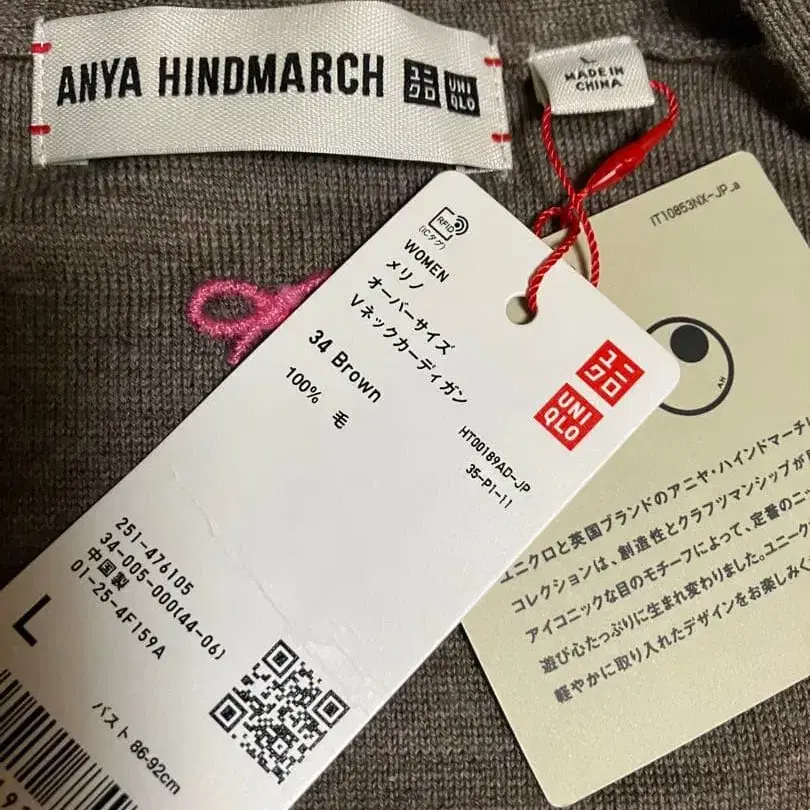 ANYA HINDMARCH ユニクロ UNIQLO
MADE IN
CHINA
IT10853NX-JP_a
RFID
(ICタグ)
WOMEN
メリノ
オーバーサイズ
Vネックカーディガン
34 Brown
100% 毛
ユニクロ
UNIQLO
HT00189AD-JP
35-P1-11
AH
ユニクロと英国ブランドのアニヤ・ハインドマーチ
コレクションは、創造性とクラフツマンシップが
アイコニックな目のモチーフによって、定番のニッ
遊び心たっぷりに生まれ変わりました。ユニーク
軽やかに取り入れたデザインをお楽しみく
251-476105
34-005-000(44-06)
中国製
01-25-4F159A
L
バスト 86-92cm